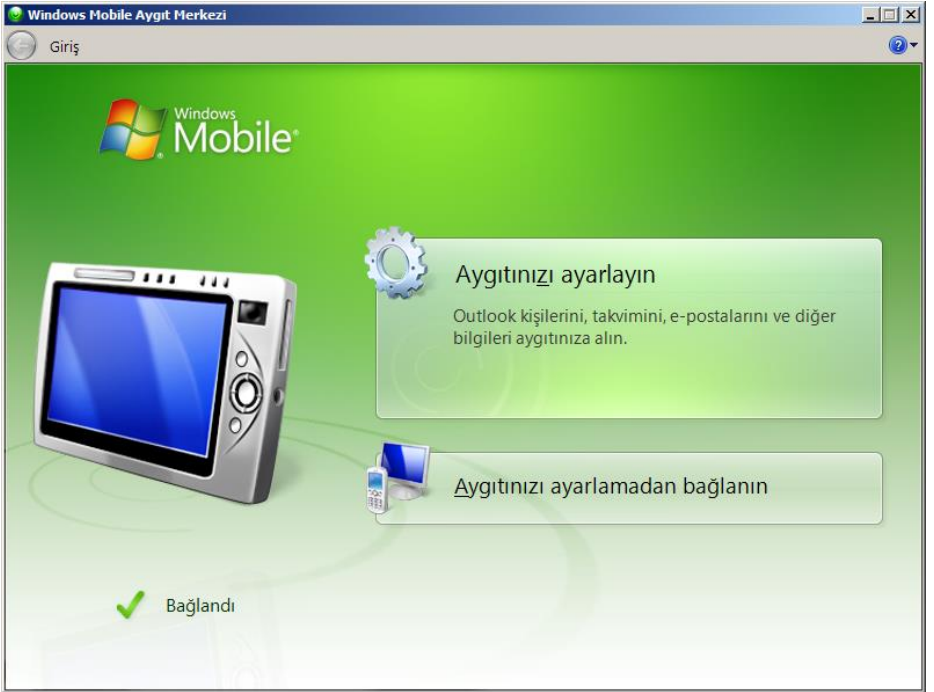 Windows Mobile Aygıt Merkezi
Giriş
Windows
Mobile®
Aygıtınızı ayarlayın
Outlook kişilerini, takvimini, e-postalarını ve diğer
bilgileri aygıtınıza alın.
Aygıtınızı ayarlamadan bağlanın
Bağlandı